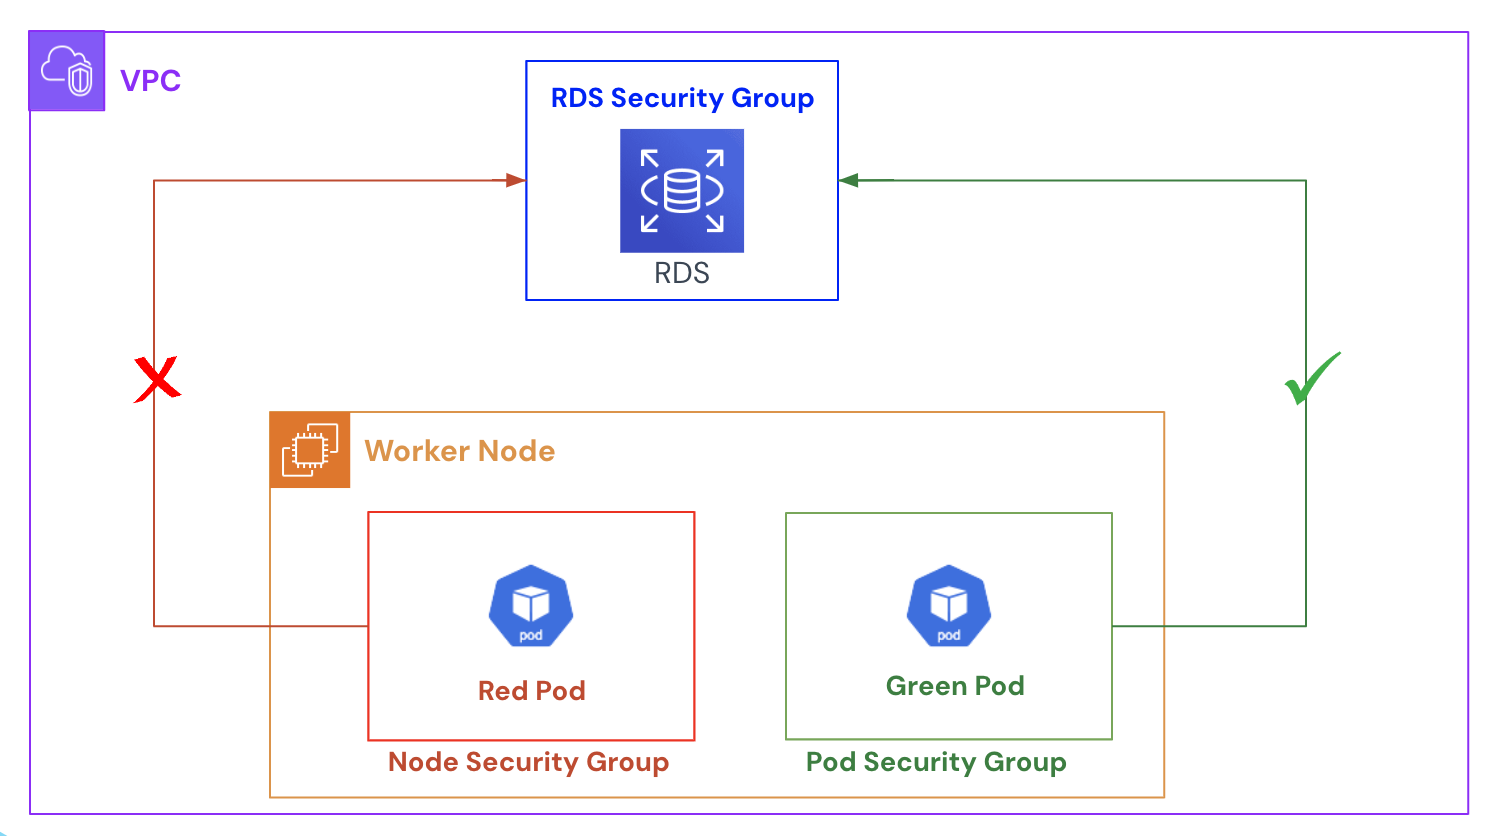 VPC
RDS Security Group
RDS
Worker Node
pod
Red Pod
Node Security Group
pod
Green Pod
Pod Security Group